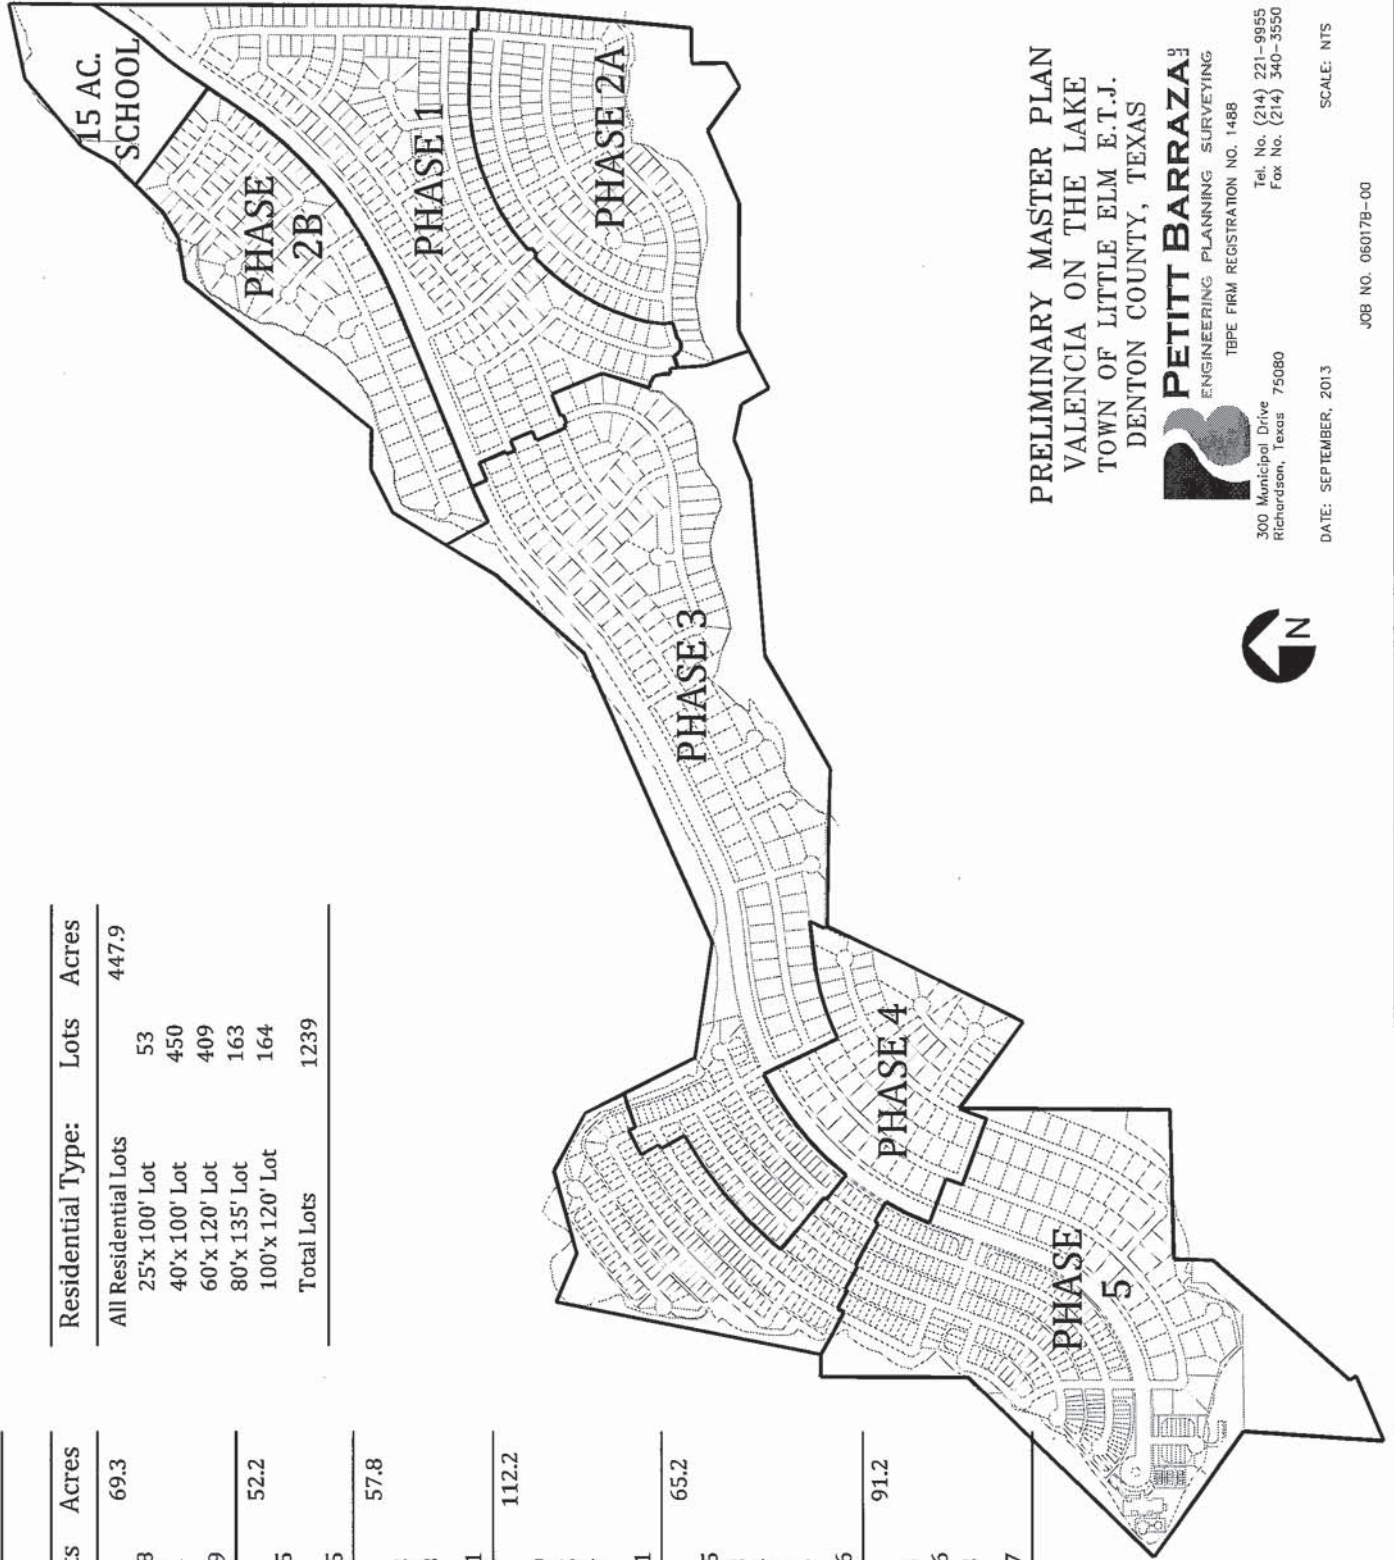 Acres
69.3
52.2
57.8
112.2
65.2
91.2
Residential Type: Lots Acres
All Residential Lots 447.9
25'x 100' Lot 53
40'x 100' Lot 450
60'x 120' Lot 409
80'x 135' Lot 163
100'x 120' Lot 164
Total Lots 1239
15 AC.
SCHOOL
PHASE
2B
PHASE 1
PHASE 2A
PHASE 3
PHASE 4
PHASE
5
PRELIMINARY MASTER PLAN
VALENCIA ON THE LAKE
TOWN OF LITTLE ELM E.T.J.
DENTON COUNTY, TEXAS
PETITT BARRAZA
ENGINEERING PLANNING SURVEYING
TBPE FIRM REGISTRATION NO. 1488
300 Municipal Drive Tel. No. (214) 221-9955
Richardson, Texas 75080 Fax No. (214) 340-3550
DATE: SEPTEMBER, 2013 SCALE: NTS
JOB NO. 06017B-00
N